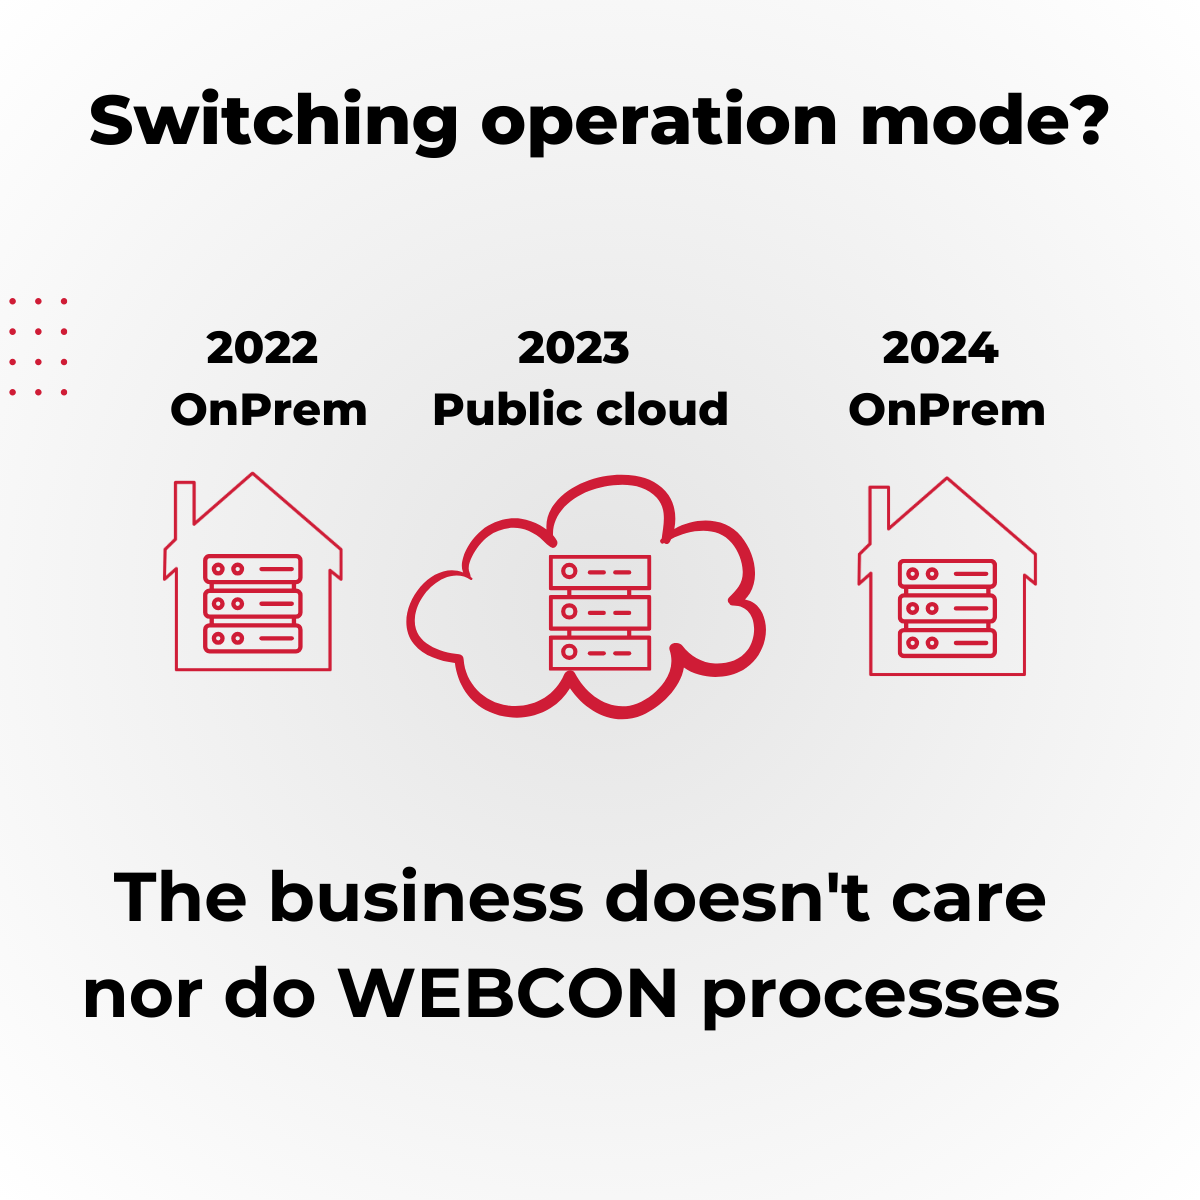 Switching operation mode?
2022
OnPrem
2023
Public cloud
2024
OnPrem
The business doesn't care
nor do WEBCON processes